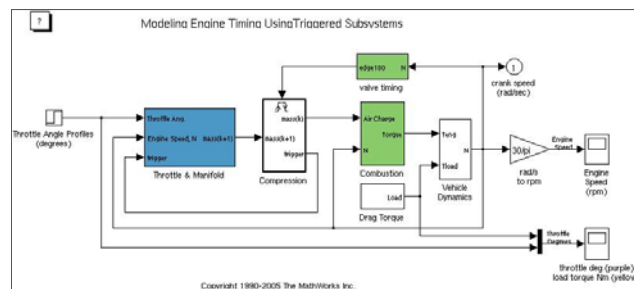 ?
Modeling Engine Timing UsingTriggered Subsystems
edge180
N
valve timing
1
crank speed
(rad/sec)
Throttle Angle Profiles
(degrees)
Throttle Ang.
Engine Speed, N
mass(k+1)
trigger
Throttle & Manifold
mass(k)
mass(k+1)
trigger
Compression
Air Charge
Torque
N
Combustion
Teng
N
Tload
Vehicle
Dynamics
Load
Drag Torque
30/pi
rad/s
to rpm
Engine
Speed
Engine
Speed
(rpm)
throttle
Degrees
throttle deg (purple)
load torque Nm (yellow
Copyright 1990-2005 The MathWorks Inc.